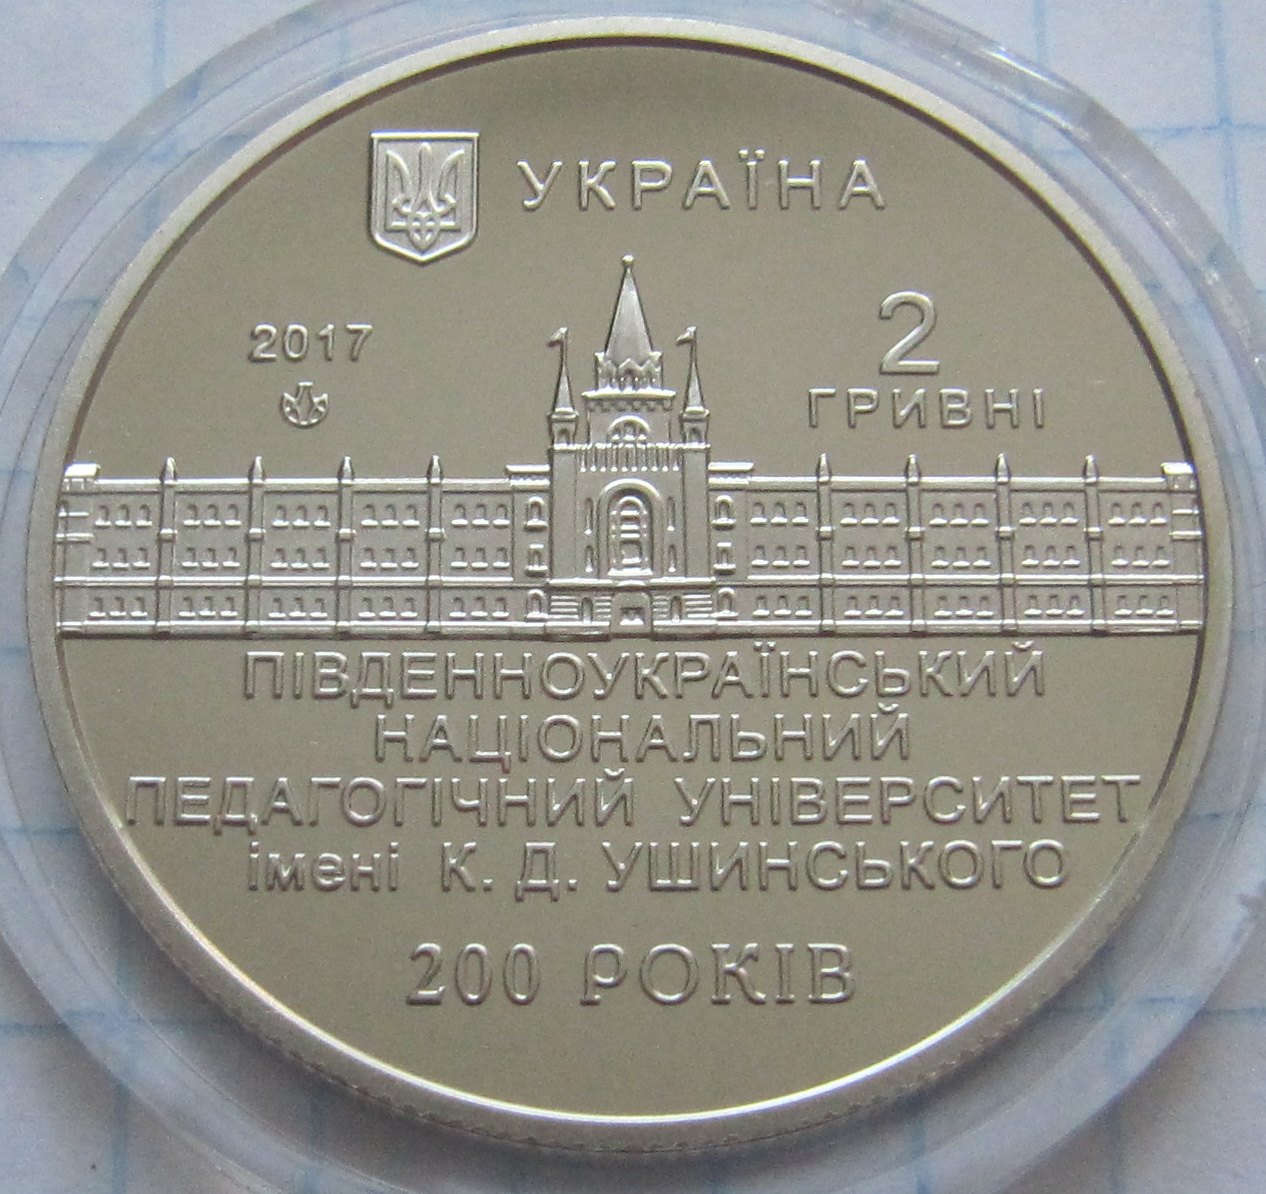 УКРАЇНА
2017
2
ГРИВНІ
ПІВДЕННОУКРАЇНСЬКИЙ
НАЦІОНАЛЬНИЙ
ПЕДАГОГІЧНИЙ УНІВЕРСИТЕТ
імені К. Д. УШИНСЬКОГО
200 РОКІВ